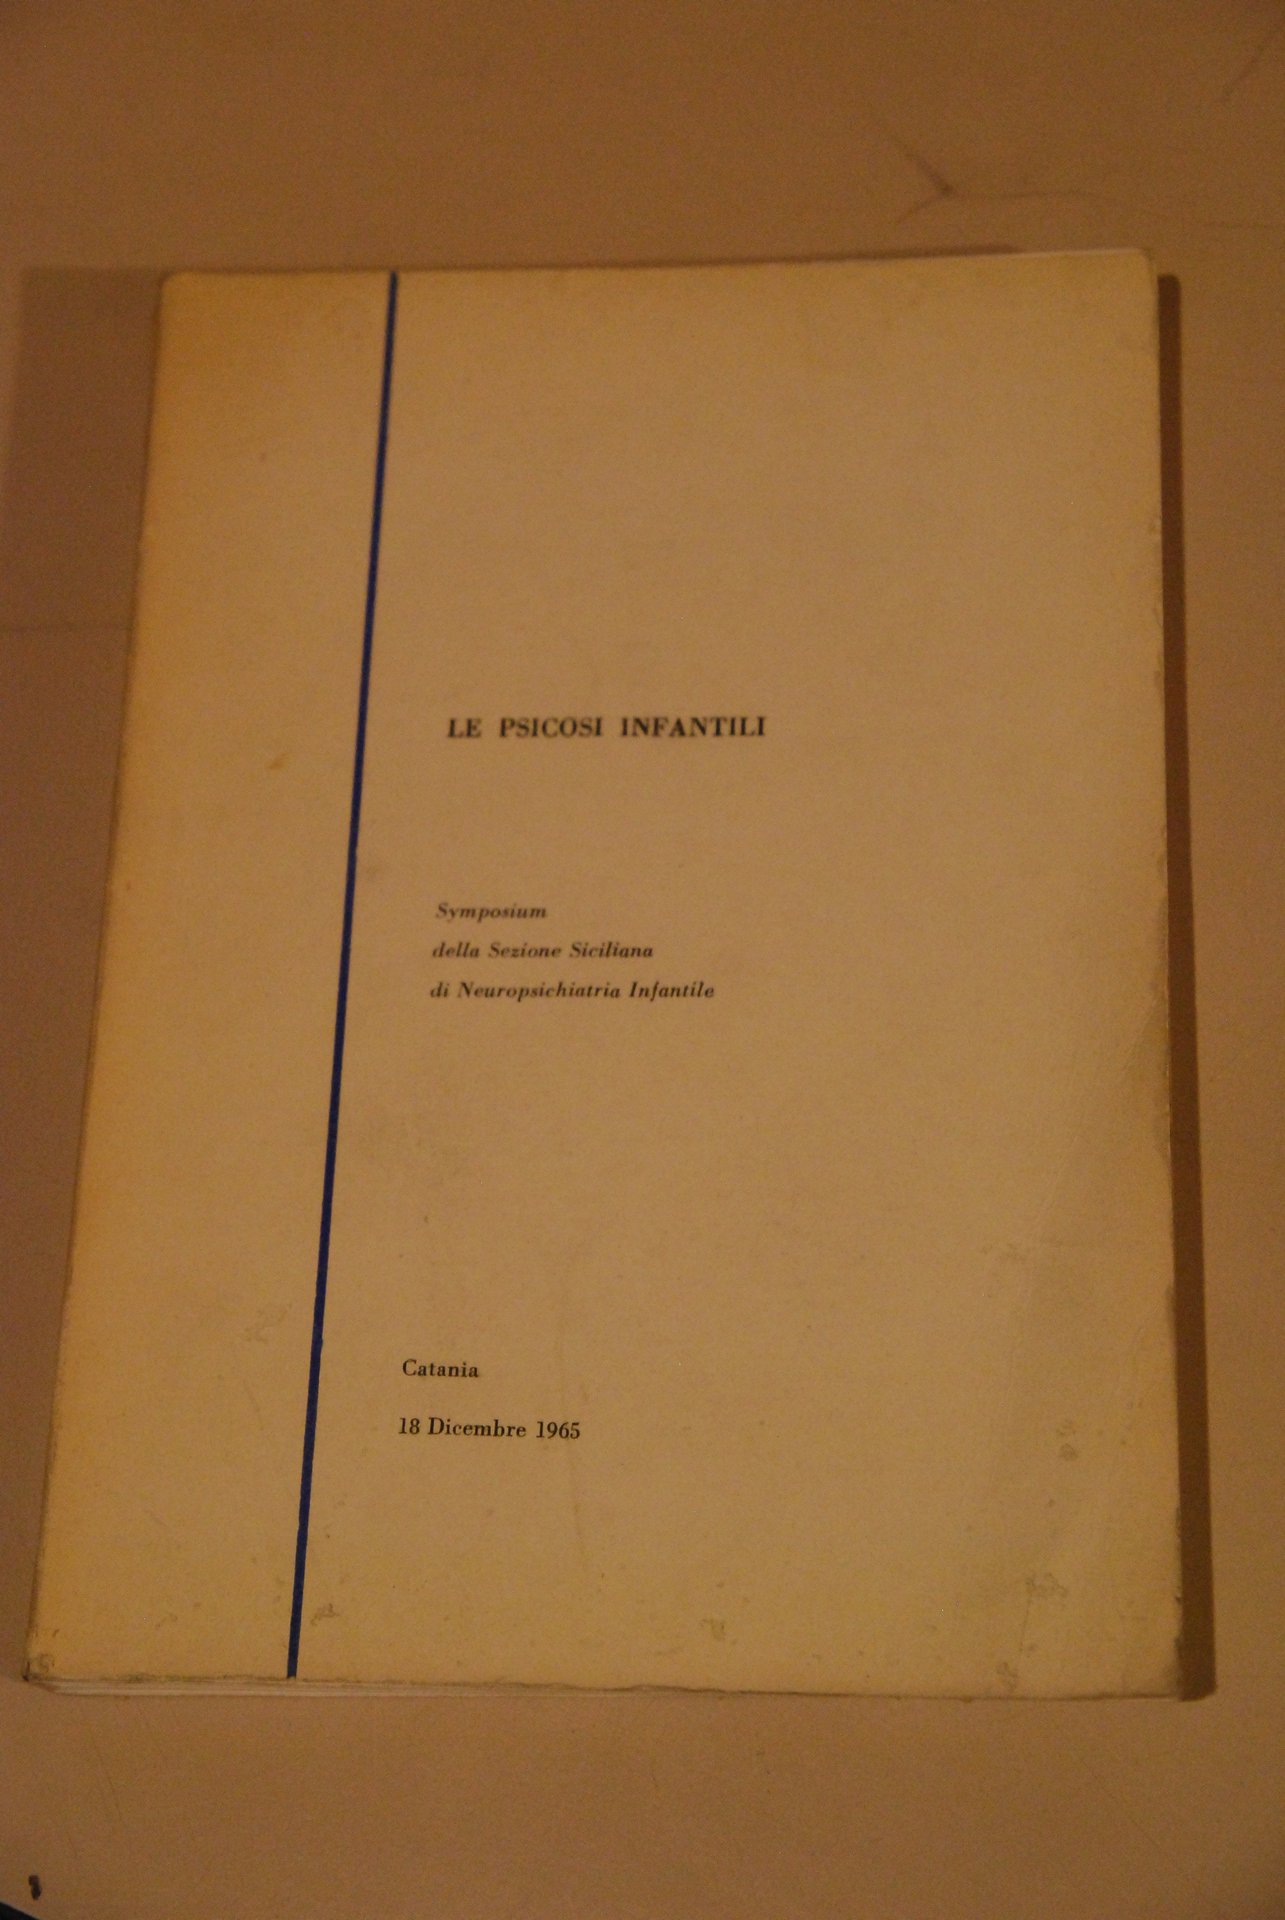 LE PSICOSI INFANTILI
Symposium
della Sezione Siciliana
di Neuropsichiatria Infantile
Catania
18 Dicembre 1965